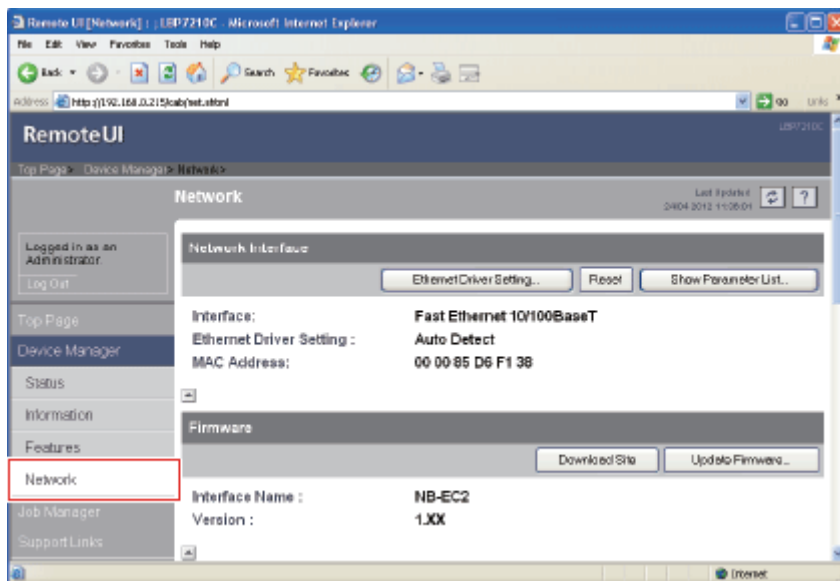 Remote UI [Network] : ; LBP7210C - Microsoft Internet Explorer
File Edit View Favorites Tools Help
Back Search Favorites
Address http://192.168.0.215/cab/net.shtml Go Links
RemoteUI LBP7210C
Top Page> Device Manager> Network>
Network Last Updated
24/04 2012 11:36:01 ?
Logged in as an
Administrator
Log Out
Network Interface
Ethernet Driver Setting... Reset Show Parameter List...
Interface: Fast Ethernet 10/100BaseT
Ethernet Driver Setting : Auto Detect
MAC Address: 00 00 85 D6 F1 38
Top Page
Device Manager
Status
Information
Features
Network
Job Manager
Support Links
Firmware
Download Site Update Firmware...
Interface Name : NB-EC2
Version : 1.XX
Internet